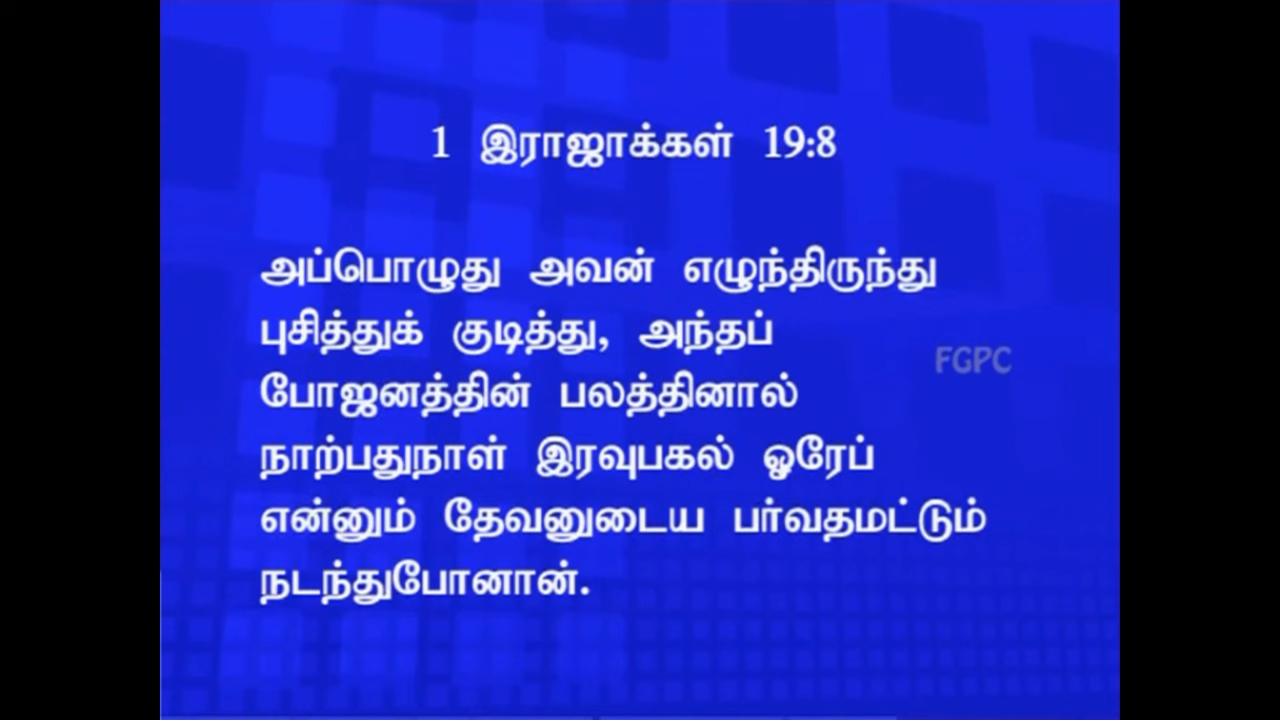 1 இராஜாக்கள் 19:8
அப்பொழுது அவன் எழுந்திருந்து
புசித்துக் குடித்து, அந்தப்
போஜனத்தின் பலத்தினால்
நாற்பதுநாள் இரவுபகல் ஓரேப்
என்னும் தேவனுடைய பர்வதமட்டும்
நடந்துபோனான்.
FGPC